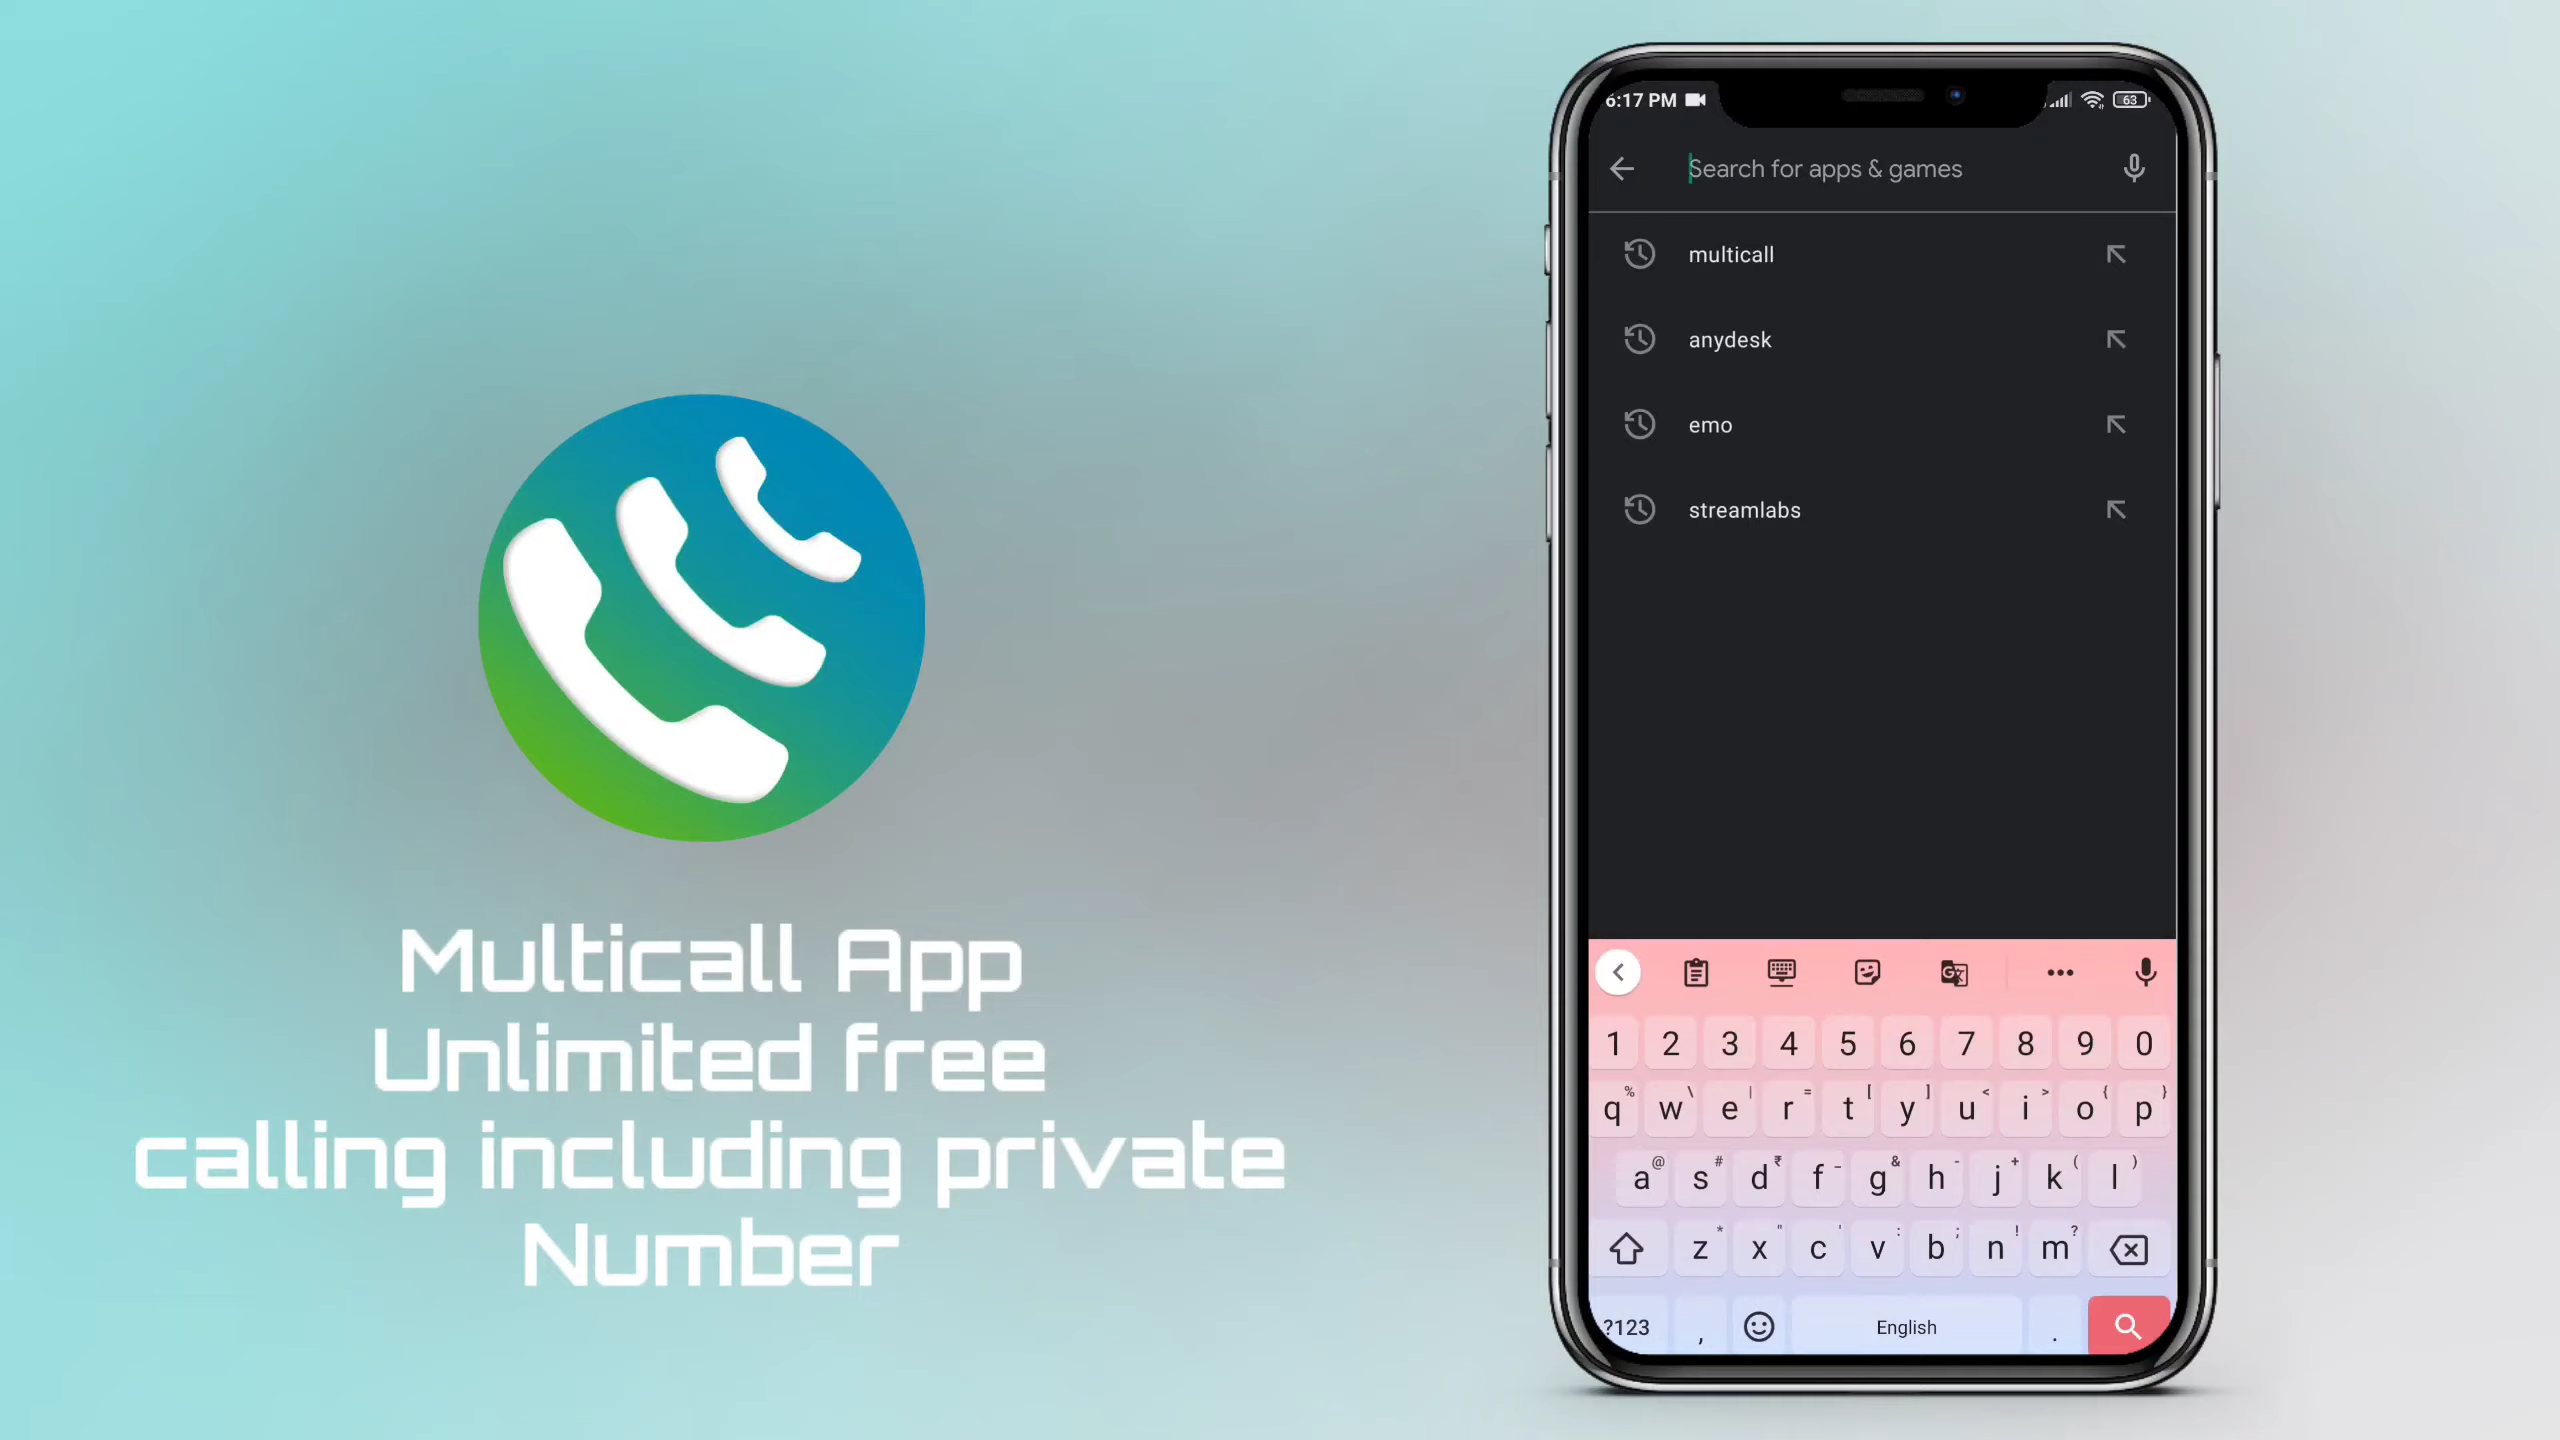 Multicall App
Unlimited free
calling including private
Number
6:17 PM
63
Search for apps & games
multicall
anydesk
emo
streamlabs
1 2 3 4 5 6 7 8 9 0
% \ | = [ ] < > { }
q w e r t y u i o p
@ # ₹ _ & - + ( )
a s d f g h j k l
* " ' : ; ! ?
z x c v b n m
?123 , English .